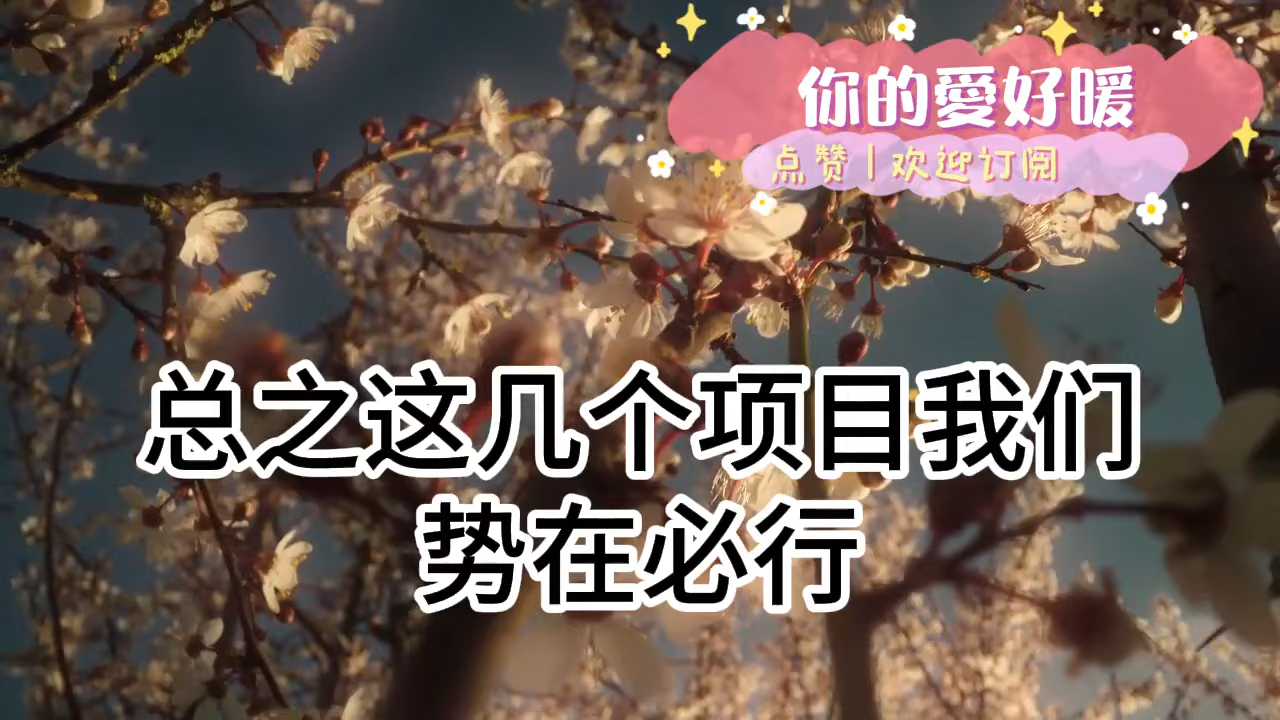 你的愛好暖
点赞 | 欢迎订阅
总之这几个项目我们
势在必行